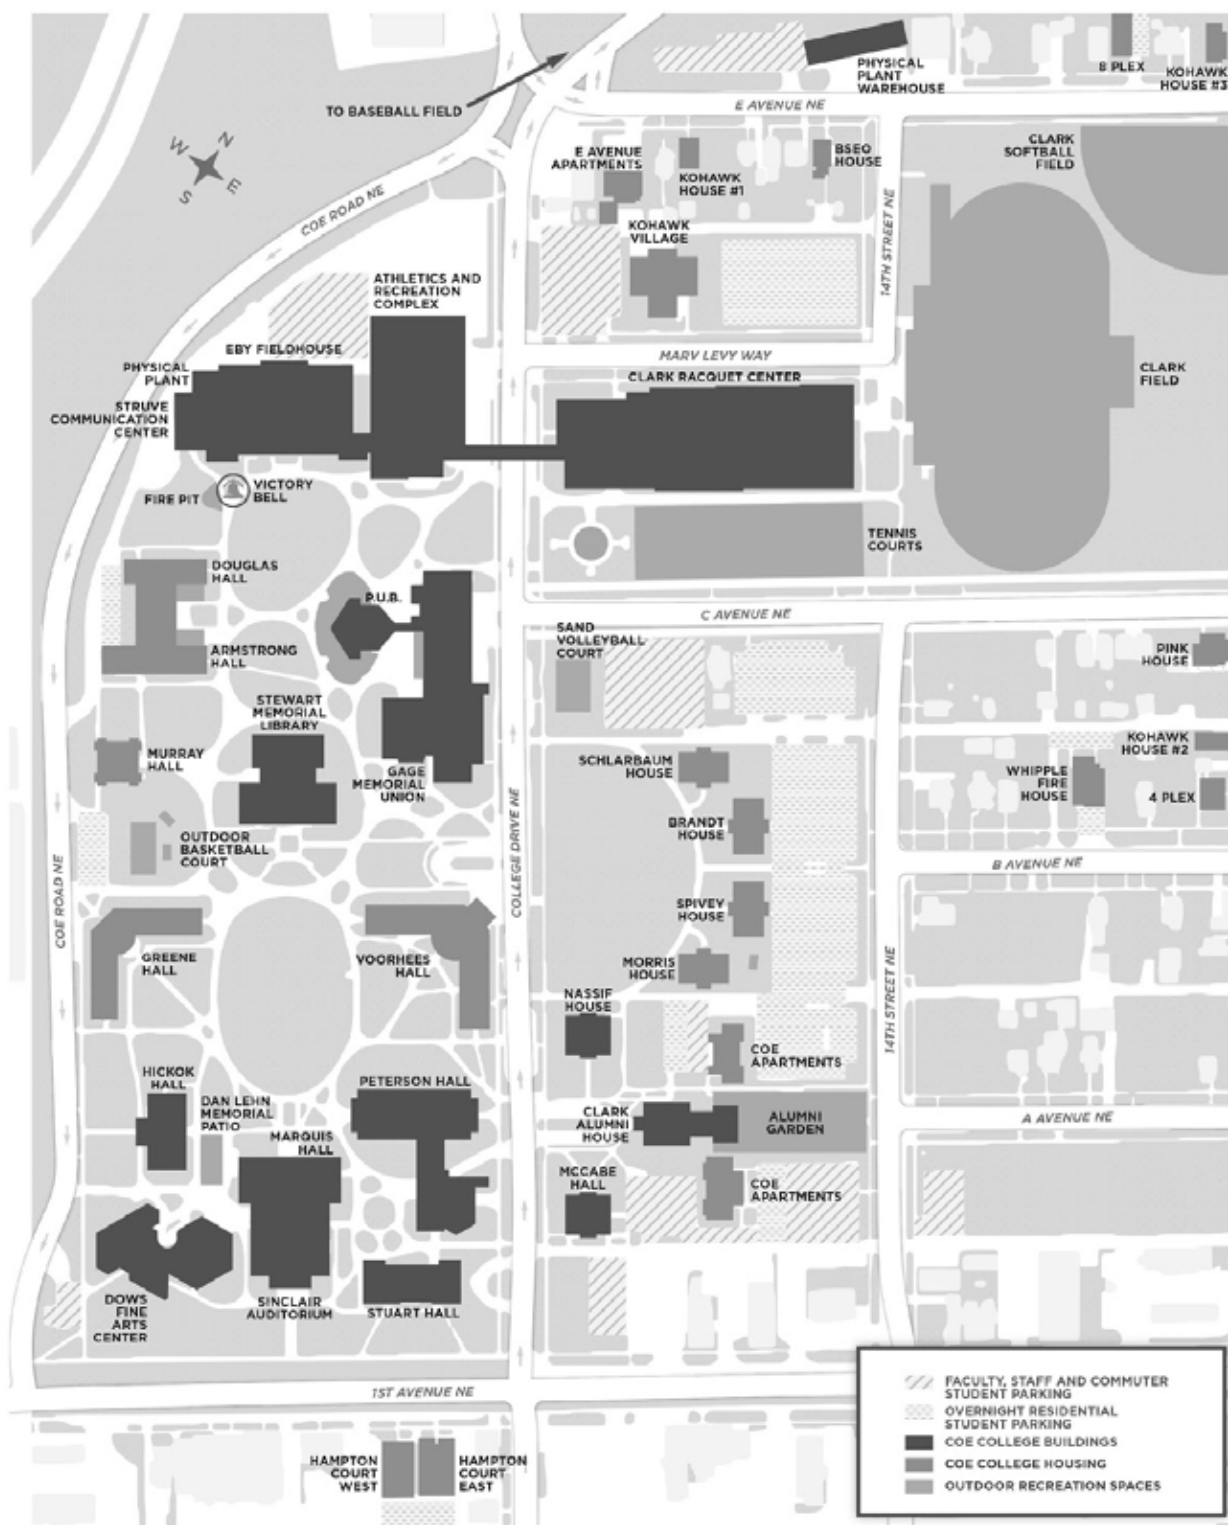 PHYSICAL
PLANT
WAREHOUSE
8 PLEX
KOHAWK
HOUSE #3
TO BASEBALL FIELD
E AVENUE NE
N
W
E
S
E AVENUE
APARTMENTS
KOHAWK
HOUSE #1
BSEO
HOUSE
CLARK
SOFTBALL
FIELD
COE ROAD NE
KOHAWK
VILLAGE
14TH STREET NE
ATHLETICS AND
RECREATION
COMPLEX
EBY FIELDHOUSE
MARV LEVY WAY
PHYSICAL
PLANT
CLARK RACQUET CENTER
CLARK
FIELD
STRUVE
COMMUNICATION
CENTER
FIRE PIT
VICTORY
BELL
TENNIS
COURTS
DOUGLAS
HALL
P.U.B.
C AVENUE NE
SAND
VOLLEYBALL
COURT
ARMSTRONG
HALL
PINK
HOUSE
STEWART
MEMORIAL
LIBRARY
MURRAY
HALL
GAGE
MEMORIAL
UNION
SCHLARBAUM
HOUSE
KOHAWK
HOUSE #2
WHIPPLE
FIRE
HOUSE
4 PLEX
OUTDOOR
BASKETBALL
COURT
BRANDT
HOUSE
COLLEGE DRIVE NE
B AVENUE NE
COE ROAD NE
SPIVEY
HOUSE
GREENE
HALL
VOORHEES
HALL
MORRIS
HOUSE
14TH STREET NE
NASSIF
HOUSE
COE
APARTMENTS
HICKOK
HALL
DAN LEHN
MEMORIAL
PATIO
PETERSON HALL
MARQUIS
HALL
CLARK
ALUMNI
HOUSE
ALUMNI
GARDEN
A AVENUE NE
MCCABE
HALL
COE
APARTMENTS
DOWS
FINE
ARTS
CENTER
SINCLAIR
AUDITORIUM
STUART HALL
1ST AVENUE NE
HAMPTON
COURT
WEST
HAMPTON
COURT
EAST
FACULTY, STAFF AND COMMUTER
STUDENT PARKING
OVERNIGHT RESIDENTIAL
STUDENT PARKING
COE COLLEGE BUILDINGS
COE COLLEGE HOUSING
OUTDOOR RECREATION SPACES